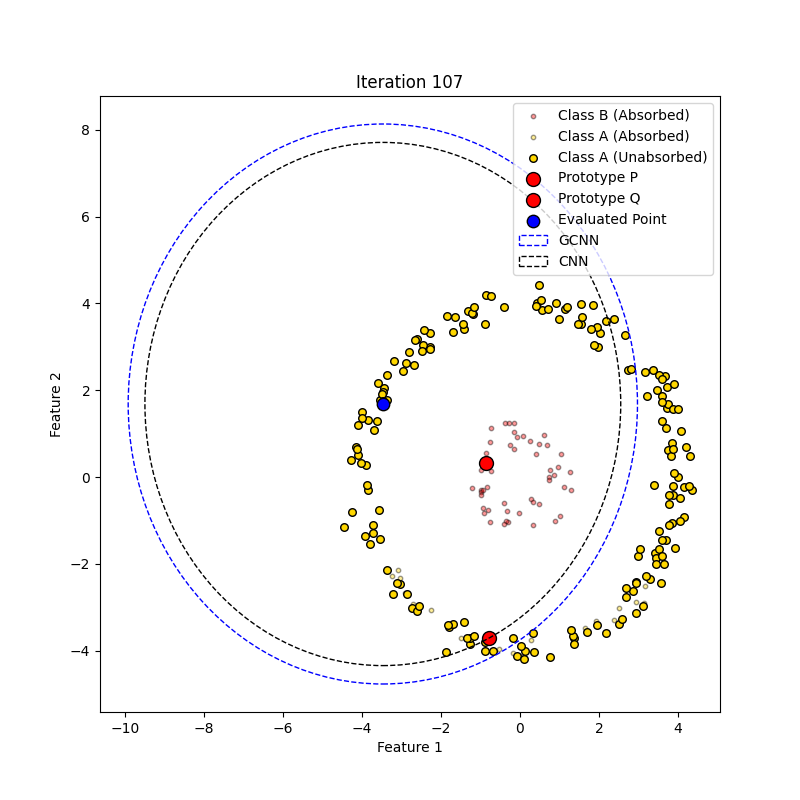 Iteration 107
Class B (Absorbed)
Class A (Absorbed)
Class A (Unabsorbed)
Prototype P
Prototype Q
Evaluated Point
GCNN
CNN
8
6
4
2
0
−2
−4
Feature 2
−10
−8
−6
−4
−2
0
2
4
Feature 1